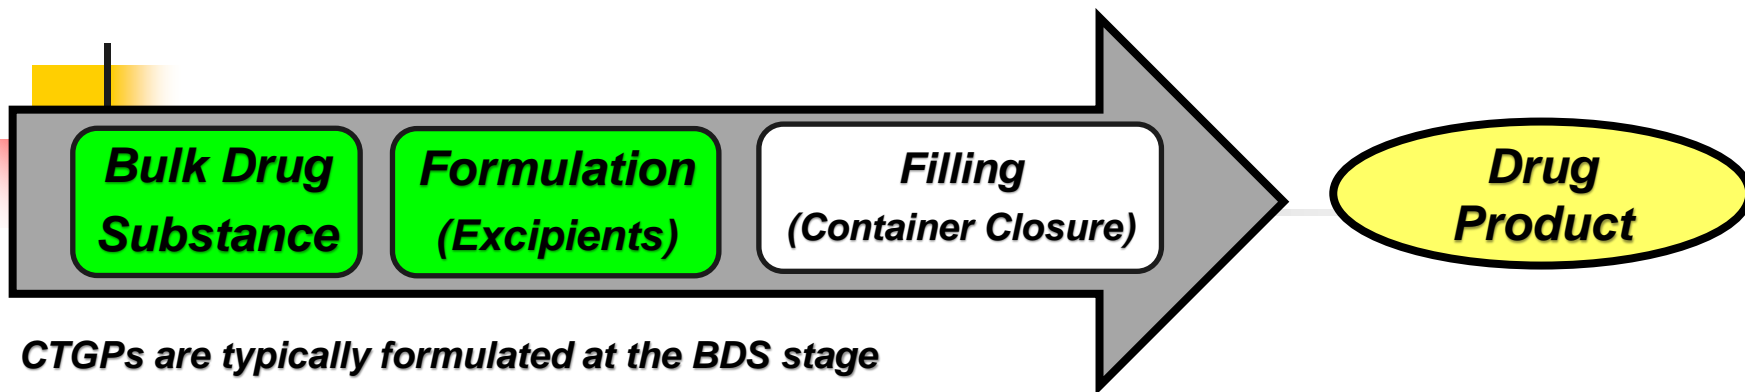 Bulk Drug
Substance
Formulation
(Excipients)
Filling
(Container Closure)
Drug
Product
CTGPs are typically formulated at the BDS stage